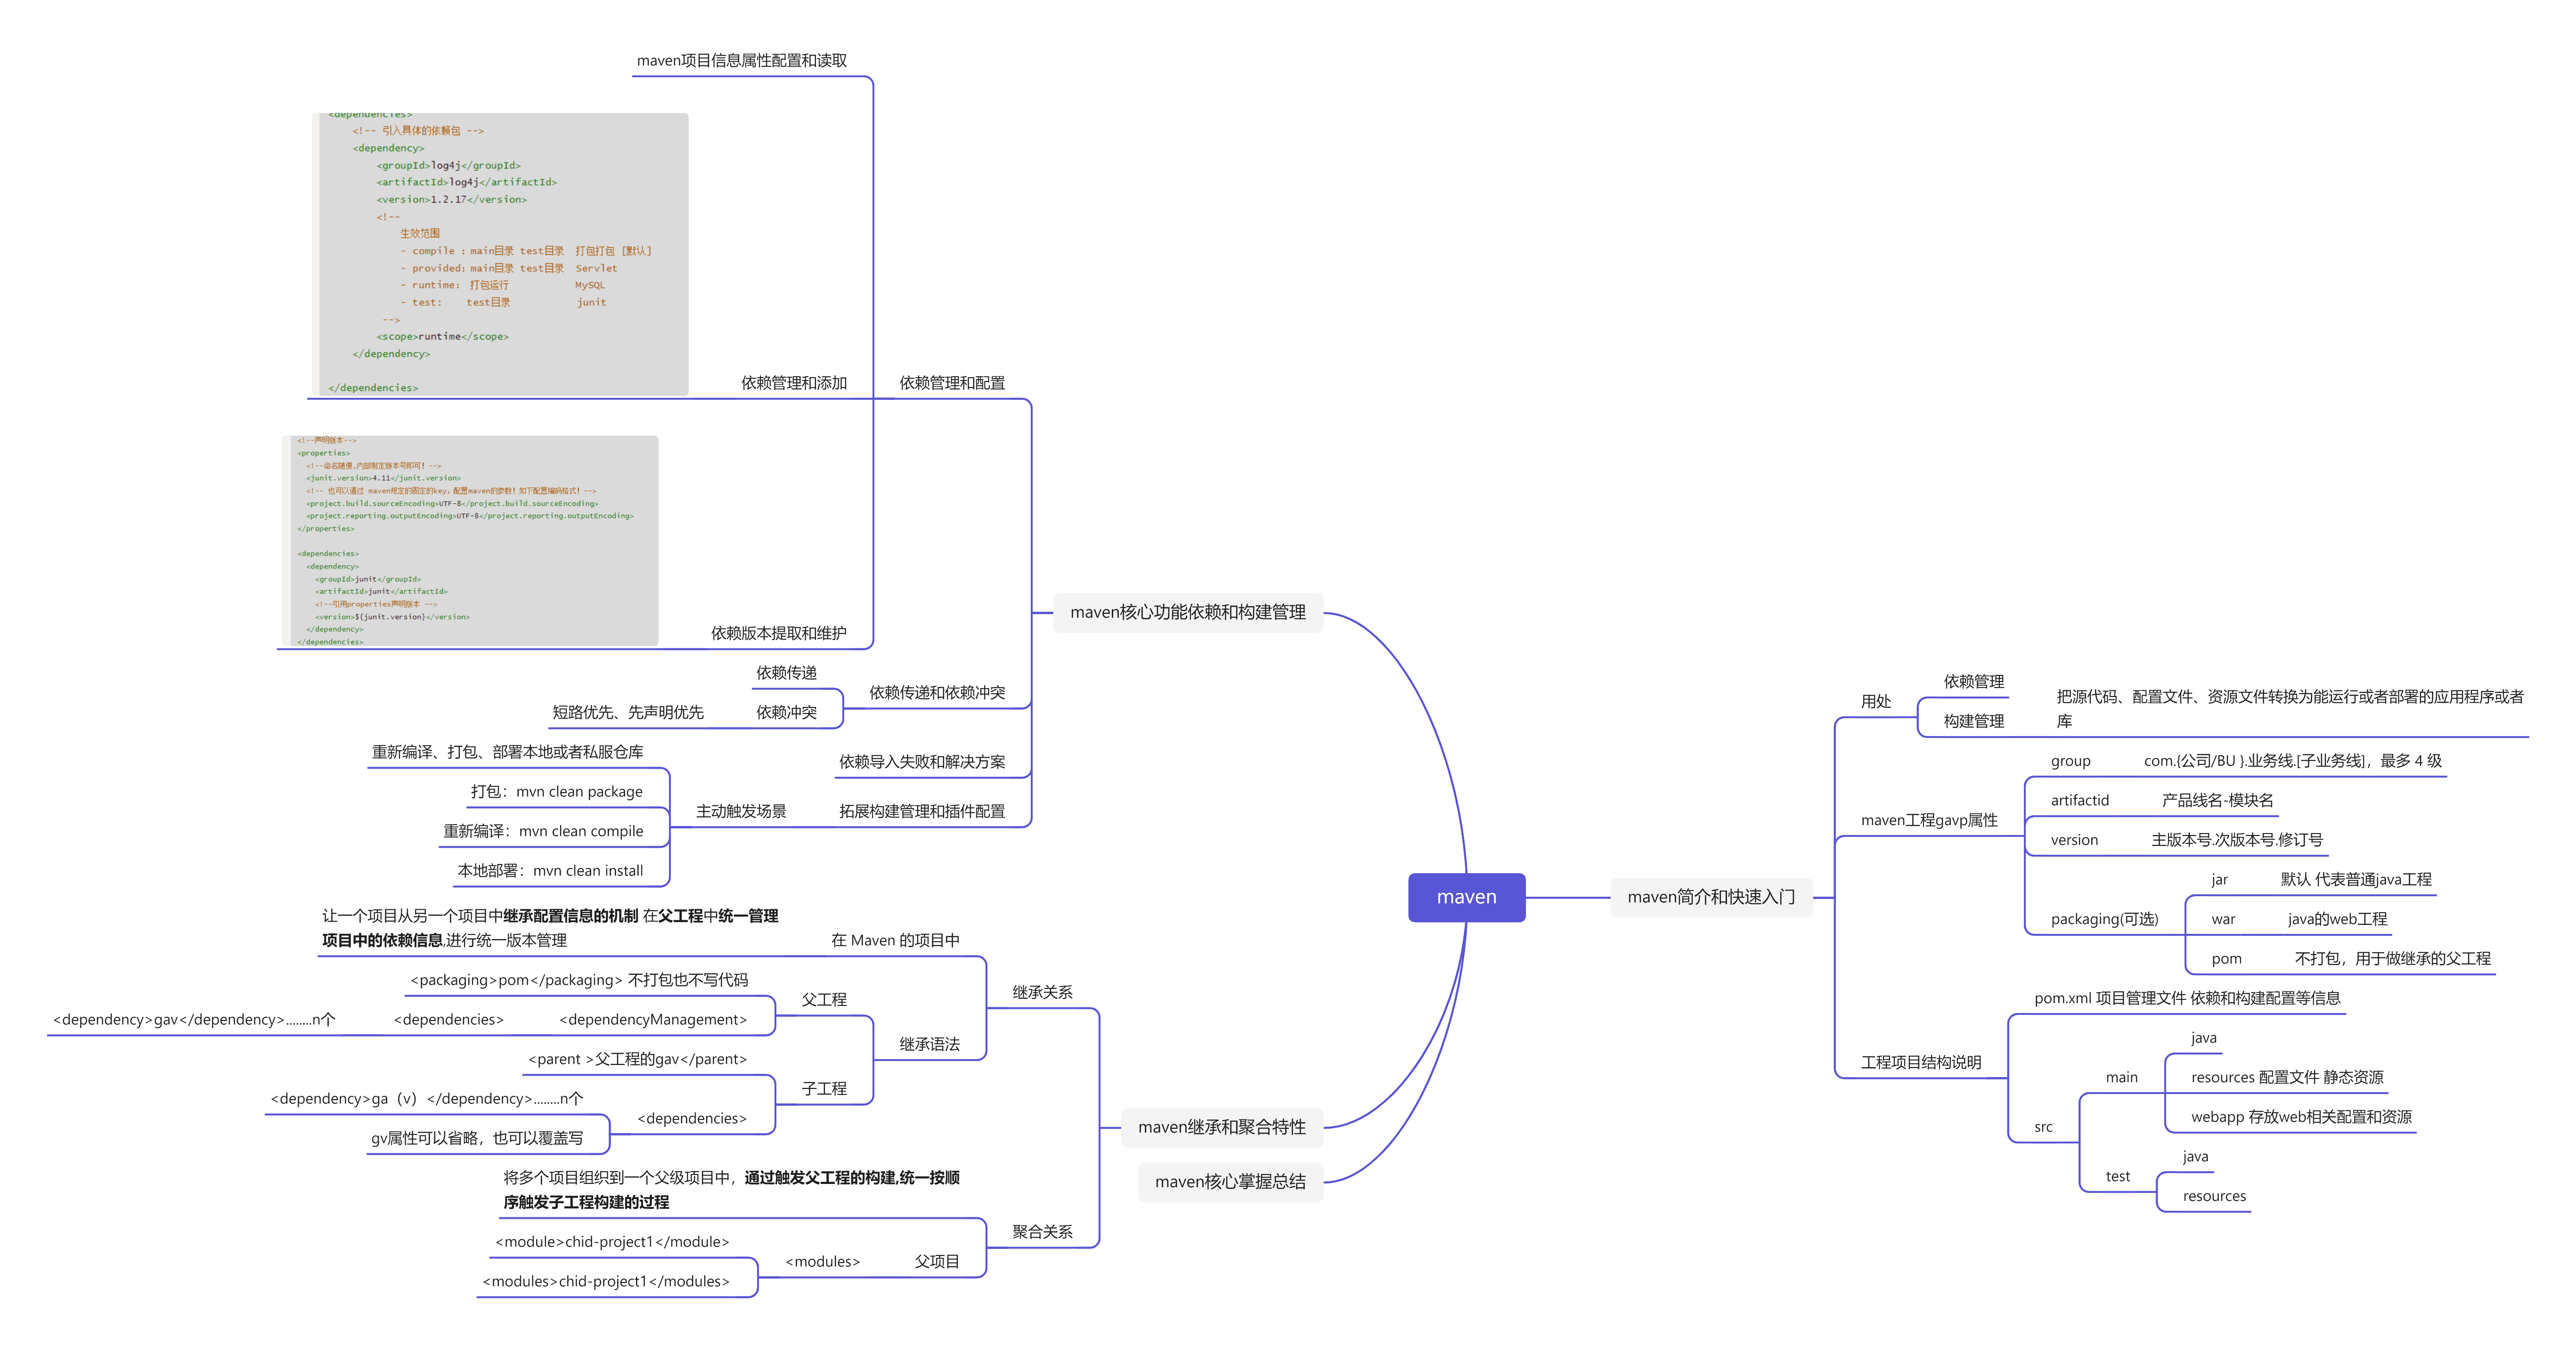 maven项目信息属性配置和读取
<dependencies>
<!-- 引入具体的依赖包 -->
<dependency>
<groupId>log4j</groupId>
<artifactId>log4j</artifactId>
<version>1.2.17</version>
<!--
生效范围
- compile : main目录 test目录 打包打包 [默认]
- provided: main目录 test目录 Servlet
- runtime: 打包运行 MySQL
- test: test目录 junit
-->
<scope>runtime</scope>
</dependency>
</dependencies>
依赖管理和添加
依赖管理和配置
<!--声明版本-->
<properties>
<!--命名随便,内部制定版本号即可! -->
<junit.version>4.11</junit.version>
<!-- 也可以通过 maven规定的固定的key，配置maven的参数!如下配置编码格式! -->
<project.build.sourceEncoding>UTF-8</project.build.sourceEncoding>
<project.reporting.outputEncoding>UTF-8</project.reporting.outputEncoding>
</properties>
<dependencies>
<dependency>
<groupId>junit</groupId>
<artifactId>junit</artifactId>
<!--引用properties声明版本 -->
<version>${junit.version}</version>
</dependency>
</dependencies>
依赖版本提取和维护
maven核心功能依赖和构建管理
依赖传递
依赖传递和依赖冲突
短路优先、先声明优先
依赖冲突
依赖导入失败和解决方案
重新编译、打包、部署本地或者私服仓库
打包：mvn clean package
主动触发场景
拓展构建管理和插件配置
重新编译：mvn clean compile
本地部署：mvn clean install
maven
让一个项目从另一个项目中继承配置信息的机制 在父工程中统一管理
项目中的依赖信息,进行统一版本管理
在 Maven 的项目中
<packaging>pom</packaging> 不打包也不写代码
父工程
继承关系
<dependency>gav</dependency>........n个
<dependencies>
<dependencyManagement>
继承语法
<parent >父工程的gav</parent>
子工程
<dependency>ga（v）</dependency>........n个
<dependencies>
gv属性可以省略，也可以覆盖写
maven继承和聚合特性
将多个项目组织到一个父级项目中，通过触发父工程的构建,统一按顺
序触发子工程构建的过程
maven核心掌握总结
聚合关系
<module>chid-project1</module>
<modules>
父项目
<modules>chid-project1</modules>
maven简介和快速入门
用处
依赖管理
构建管理
把源代码、配置文件、资源文件转换为能运行或者部署的应用程序或者
库
maven工程gavp属性
group
com.{公司/BU }.业务线.[子业务线]，最多 4 级
artifactid
产品线名-模块名
version
主版本号.次版本号.修订号
packaging(可选)
jar
默认 代表普通java工程
war
java的web工程
pom
不打包，用于做继承的父工程
工程项目结构说明
pom.xml 项目管理文件 依赖和构建配置等信息
src
main
java
resources 配置文件 静态资源
webapp 存放web相关配置和资源
test
java
resources